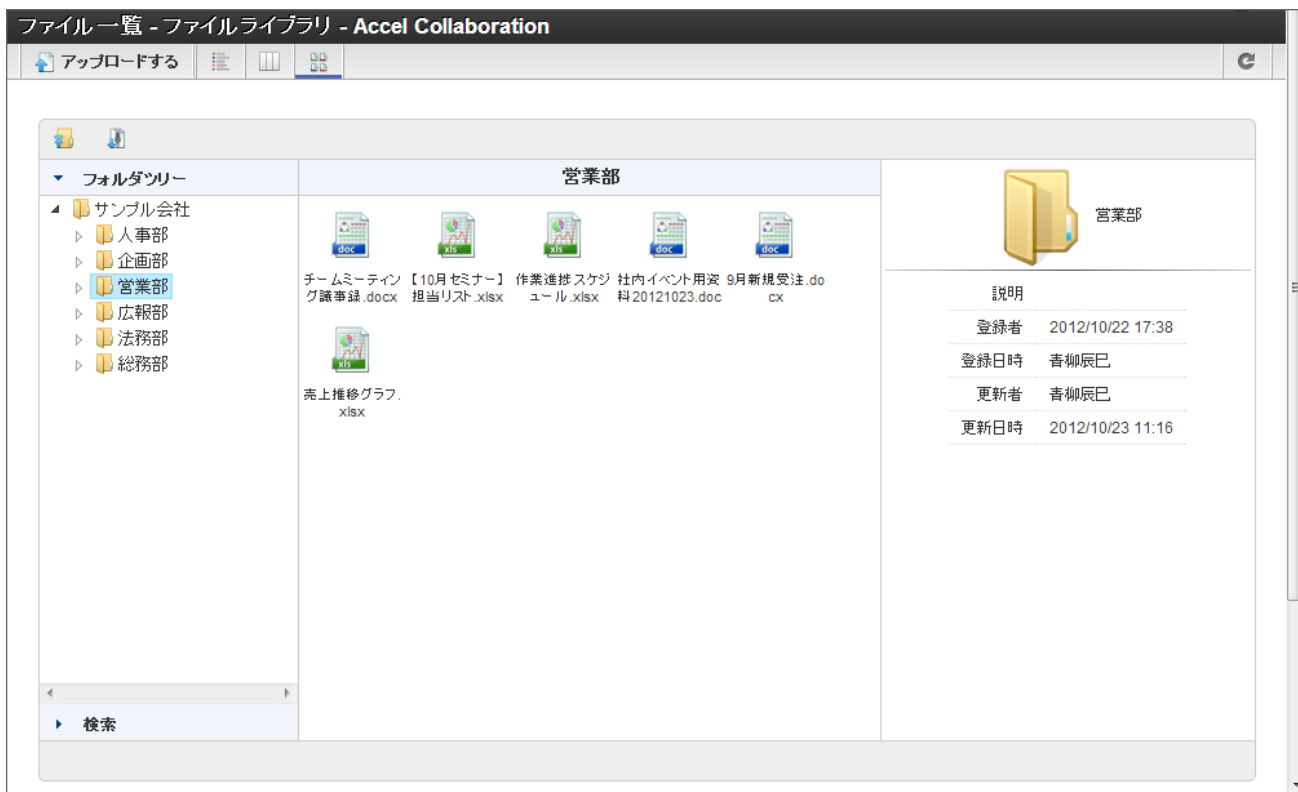 ファイル一覧 - ファイルライブラリ - Accel Collaboration
アップロードする
フォルダツリー
サンプル会社
人事部
企画部
営業部
広報部
法務部
総務部
検索
営業部
doc
xls
xls
doc
doc
チームミーティン
グ議事録.docx
【10月セミナー】
担当リスト.xlsx
作業進捗スケジ
ュール.xlsx
社内イベント用資
料20121023.doc
9月新規受注.do
cx
xls
売上推移グラフ.
xlsx
営業部
説明
登録者 2012/10/22 17:38
登録日時 青柳辰巳
更新者 青柳辰巳
更新日時 2012/10/23 11:16